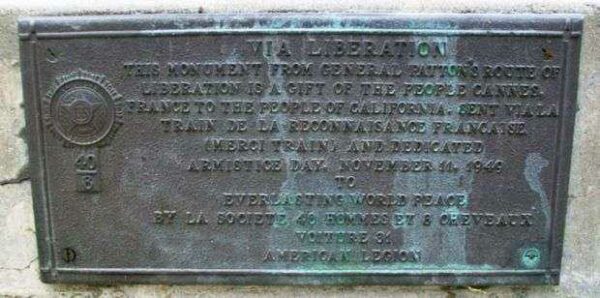 VIA LIBERATION
THIS MONUMENT FROM GENERAL PATTON'S ROUTE OF
LIBERATION IS A GIFT OF THE PEOPLE CANNES,
FRANCE TO THE PEOPLE OF CALIFORNIA. SENT VIA LA
TRAIN DE LA RECONNAISANCE FRANCAISE
(MERCI TRAIN) AND DEDICATED
ARMISTICE DAY, NOVEMBER 11, 1949
TO
EVERLASTING WORLD PEACE
BY LA SOCIETE 40 HOMMES ET 8 CHEVEAUX
VOITURE 31
AMERICAN LEGION
40
8